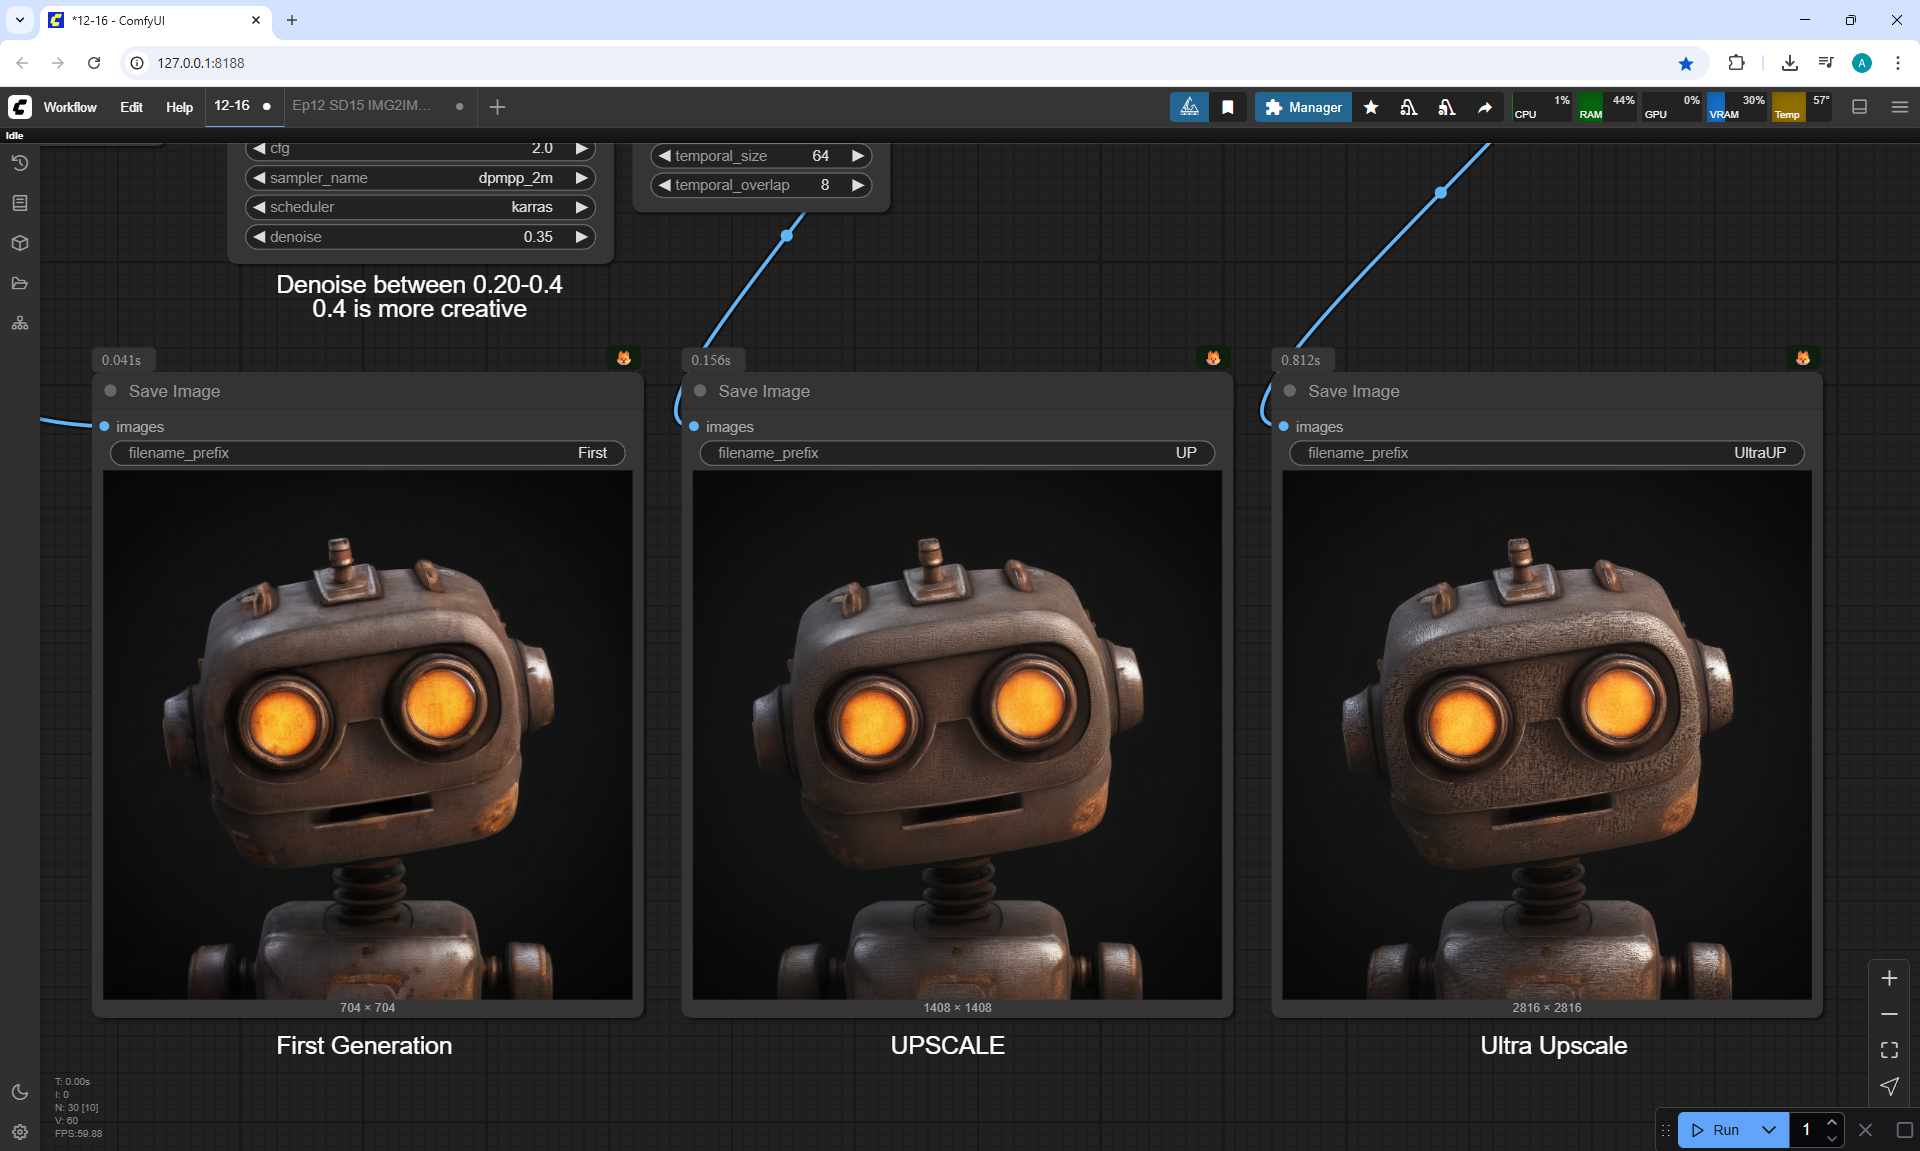 *12-16 - ComfyUI
127.0.0.1:8188
A
Workflow Edit Help 12-16 Ep12 SD15 IMG2IM...
Manager
CPU 1% RAM 44% GPU 0% VRAM 30% Temp 57°
Idle
cfg 2.0
sampler_name dpmpp_2m
scheduler karras
denoise 0.35
temporal_size 64
temporal_overlap 8
Denoise between 0.20-0.4
0.4 is more creative
0.041s
Save Image
images
filename_prefix First
704 × 704
First Generation
0.156s
Save Image
images
filename_prefix UP
1408 × 1408
UPSCALE
0.812s
Save Image
images
filename_prefix UltraUP
2816 × 2816
Ultra Upscale
T: 0.00s
I: 0
N: 30 [10]
V: 60
FPS:59.88
Run 1